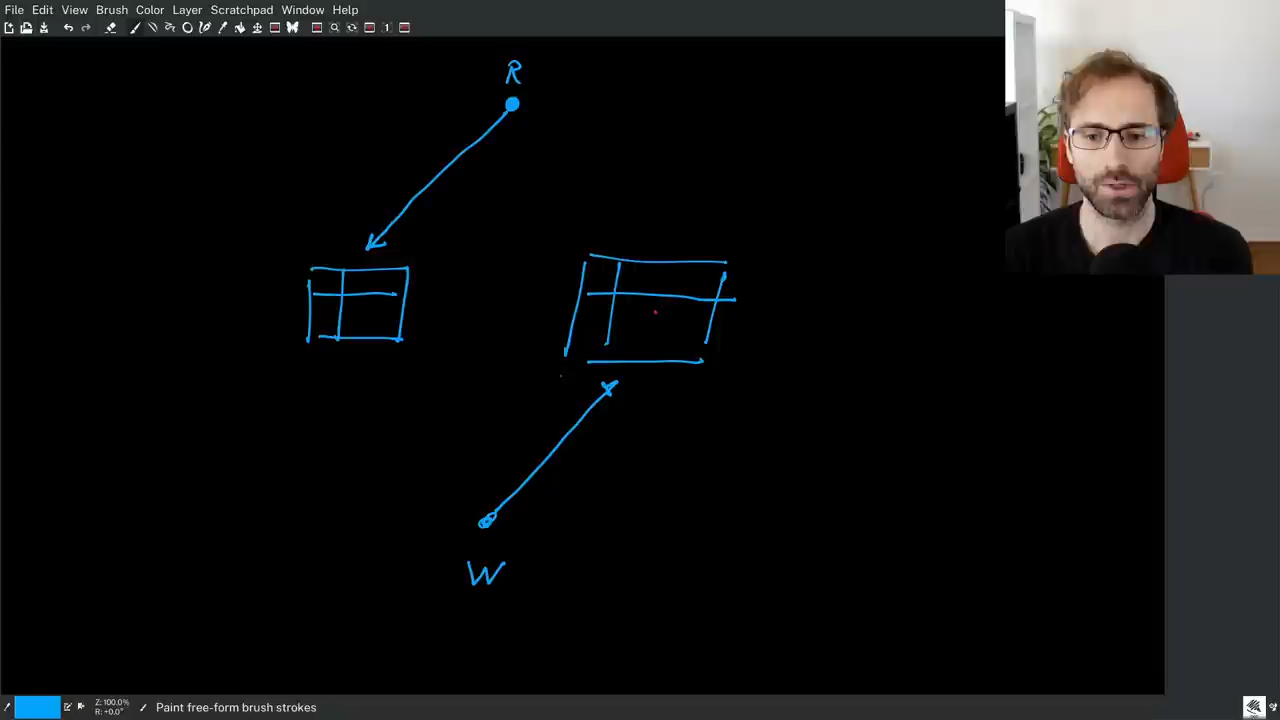 File Edit View Brush Color Layer Scratchpad Window Help
R
W
Z: 100.0%
R: +0.0°
Paint free-form brush strokes